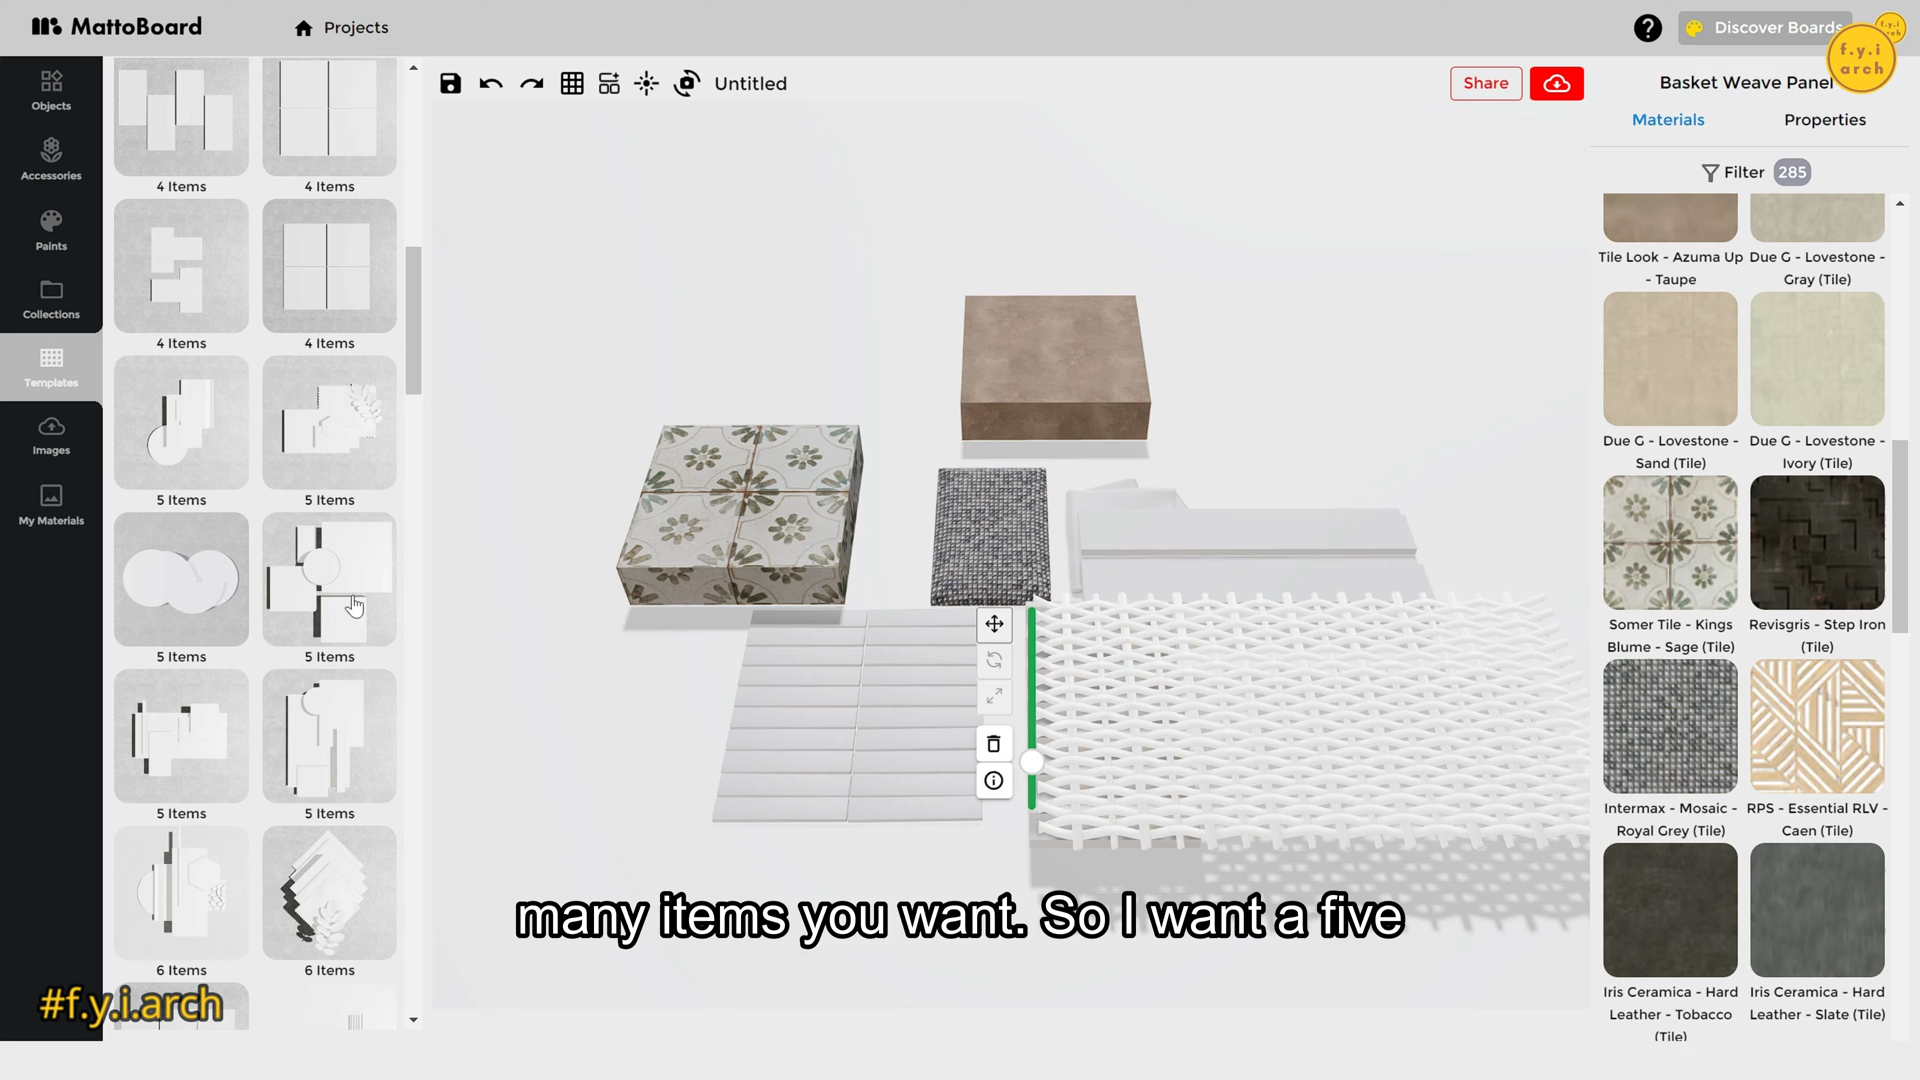 MattoBoard
Projects
?
Discover Boards
f.y.i
arch
f.y.i
arch
Objects
Accessories
Paints
Collections
Templates
Images
My Materials
4 Items
4 Items
4 Items
4 Items
5 Items
5 Items
5 Items
5 Items
5 Items
5 Items
6 Items
6 Items
Untitled
Share
Basket Weave Panel
Materials
Properties
Filter
285
Tile Look - Azuma Up
- Taupe
Due G - Lovestone -
Gray (Tile)
Due G - Lovestone -
Sand (Tile)
Due G - Lovestone -
Ivory (Tile)
Somer Tile - Kings
Blume - Sage (Tile)
Revisgris - Step Iron
(Tile)
Intermax - Mosaic -
Royal Grey (Tile)
RPS - Essential RLV -
Caen (Tile)
Iris Ceramica - Hard
Leather - Tobacco
(Tile)
Iris Ceramica - Hard
Leather - Slate (Tile)
many items you want. So I want a five
#f.y.i.arch